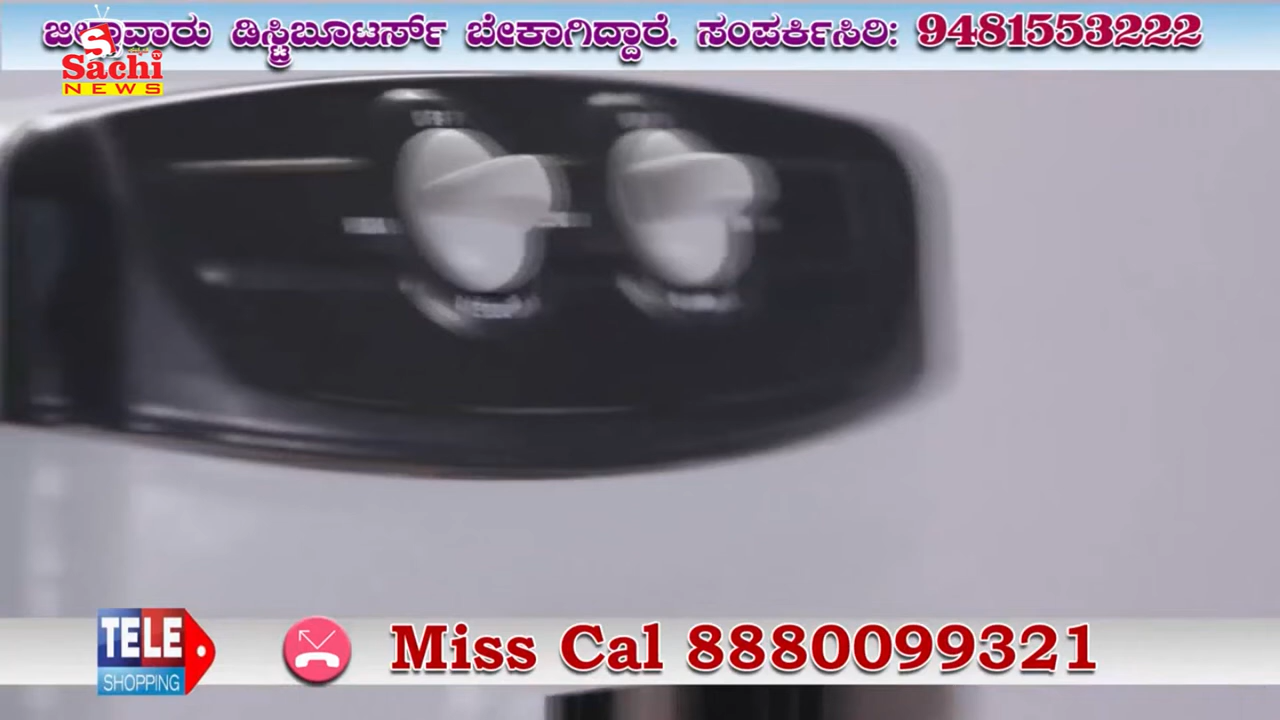 ಜಿಲ್ಲಾವಾರು ಡಿಸ್ಟ್ರಿಬೂಟರ್ಸ್ ಬೇಕಾಗಿದ್ದಾರೆ. ಸಂಪರ್ಕಿಸಿರಿ: 9481553222
Sachi
NEWS
TELE
SHOPPING
Miss Cal 8880099321